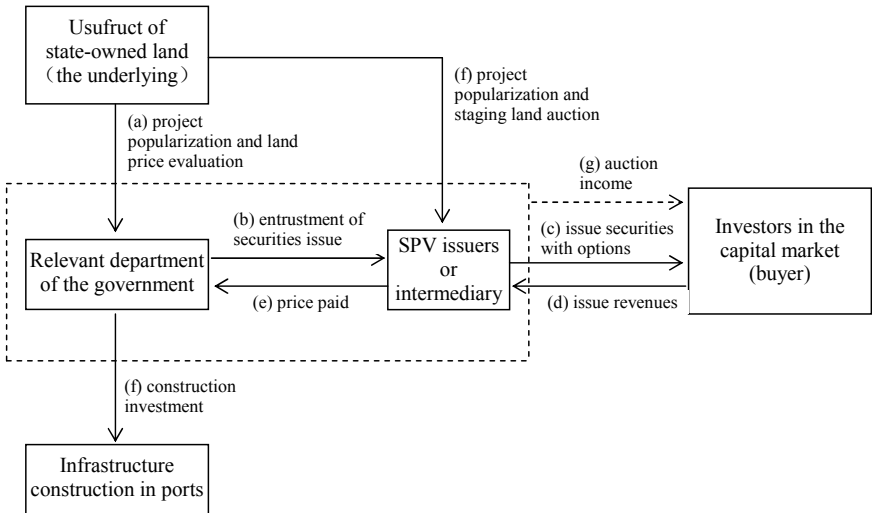 Usufruct of
state-owned land
（the underlying）
(f) project
popularization and
staging land auction
(a) project
popularization and land
price evaluation
(g) auction
income
(b) entrustment of
securities issue
Relevant department
of the government
SPV issuers
or
intermediary
(c) issue securities
with options
Investors in the
capital market
(buyer)
(e) price paid
(d) issue revenues
(f) construction
investment
Infrastructure
construction in ports